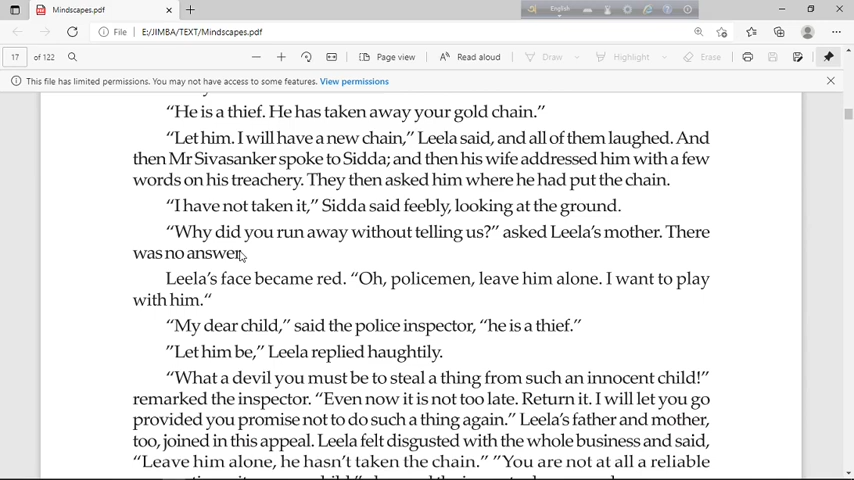 Mindscapes.pdf
English
File E:/JIMBA/TEXT/Mindscapes.pdf
17 of 122 Page view Read aloud Draw Highlight Erase
This file has limited permissions. You may not have access to some features. View permissions
“He is a thief. He has taken away your gold chain.”
“Let him. I will have a new chain,” Leela said, and all of them laughed. And
then Mr Sivasanker spoke to Sidda; and then his wife addressed him with a few
words on his treachery. They then asked him where he had put the chain.
“I have not taken it,” Sidda said feebly, looking at the ground.
“Why did you run away without telling us?” asked Leela’s mother. There
was no answer.
Leela’s face became red. “Oh, policemen, leave him alone. I want to play
with him.“
“My dear child,” said the police inspector, “he is a thief.”
”Let him be,” Leela replied haughtily.
“What a devil you must be to steal a thing from such an innocent child!”
remarked the inspector. “Even now it is not too late. Return it. I will let you go
provided you promise not to do such a thing again.” Leela’s father and mother,
too, joined in this appeal. Leela felt disgusted with the whole business and said,
“Leave him alone, he hasn’t taken the chain.” ”You are not at all a reliable